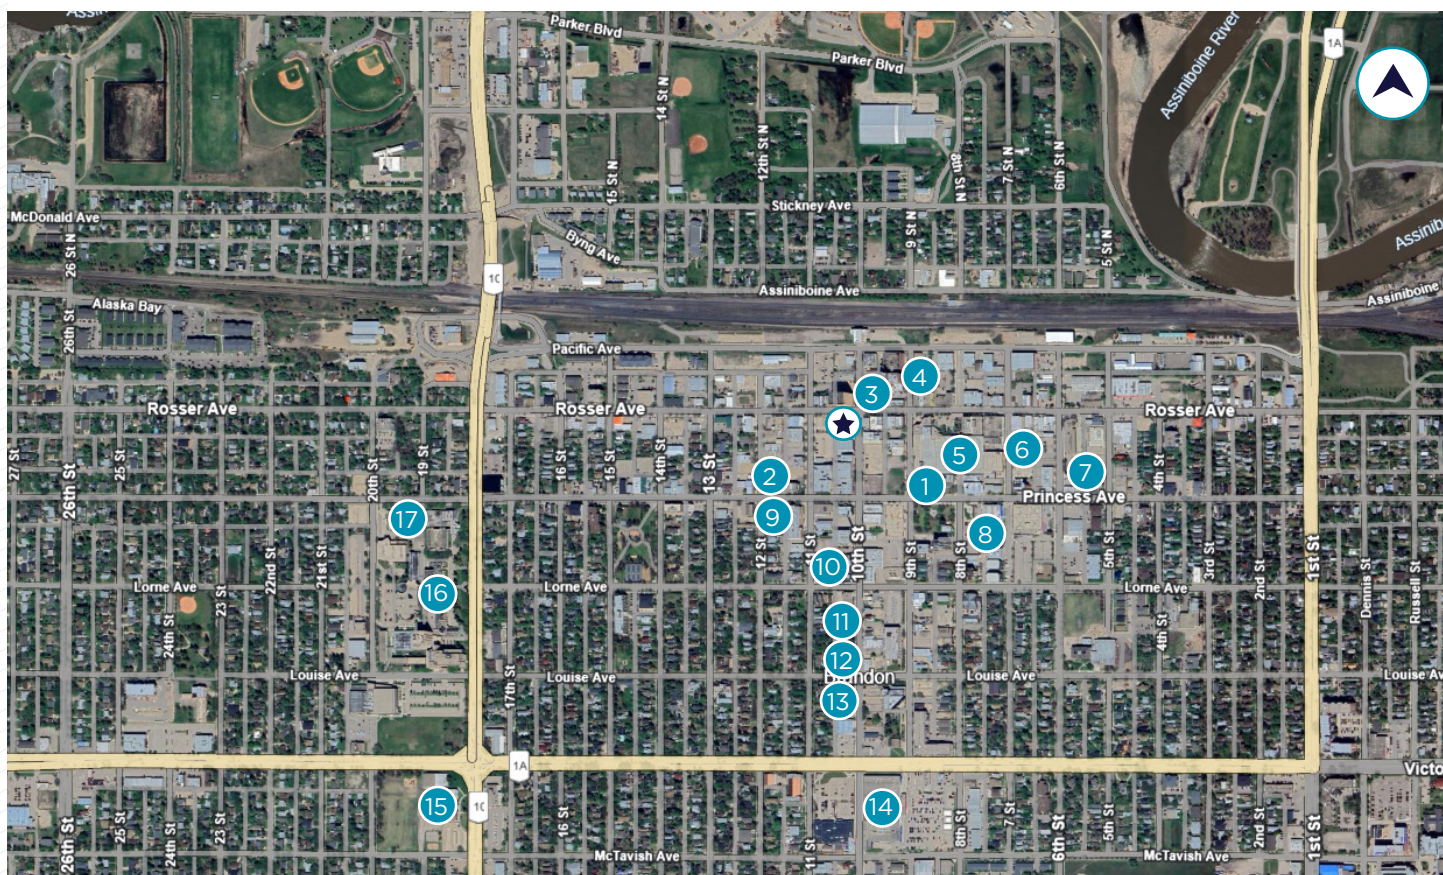 Assi
Parker Blvd
Parker Blvd
Assiniboine River
1A
14 St N
12th St N
15 St N
8th St N
7 St N
6th St N
Stickney Ave
McDonald Ave
9 St N
5 St N
26 St N
Byng Ave
Assinib
10
Assiniboine Ave
Assiniboine
Alaska Bay
26th St
Pacific Ave
4
3
Rosser Ave
Rosser Ave
Rosser Ave
6
5
27 St
26th St
25 St
20th St
19 St
16 St
15 St
14th St
13 St
2
7
4th St
1
Princess Ave
17
9
8
12 St
10
10th St
9th St
8th St
5th St
3rd St
2nd St
1st St
Dennis St
Russell St
22nd St
21st St
Lorne Ave
23 St
16
Lorne Ave
Lorne Ave
24th St
11
4th St
12
Louise Ave
17th St
Louise Ave
Brandon
Louise Ave
Louise Av
13
1A
Victo
15
10
14
26th St
25 St
24th St
23 St
16 St
11 St
8th St
7 St
6th St
5th St
2nd St
1st St
McTavish Ave
McTavish Ave